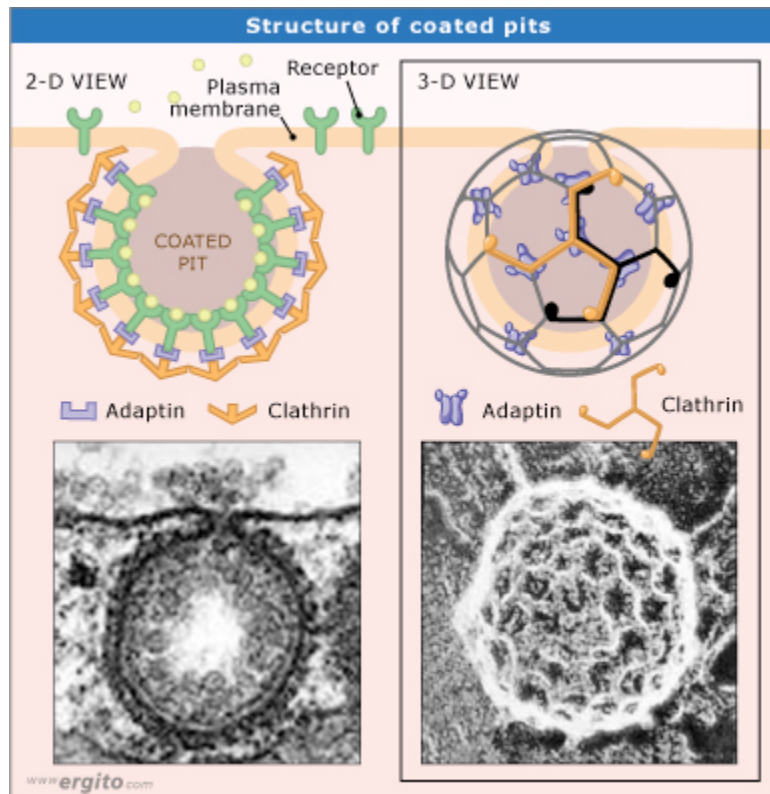 Structure of coated pits
2-D VIEW
Receptor
Plasma
membrane
COATED
PIT
Adaptin
Clathrin
3-D VIEW
Adaptin
Clathrin
www.ergito.com